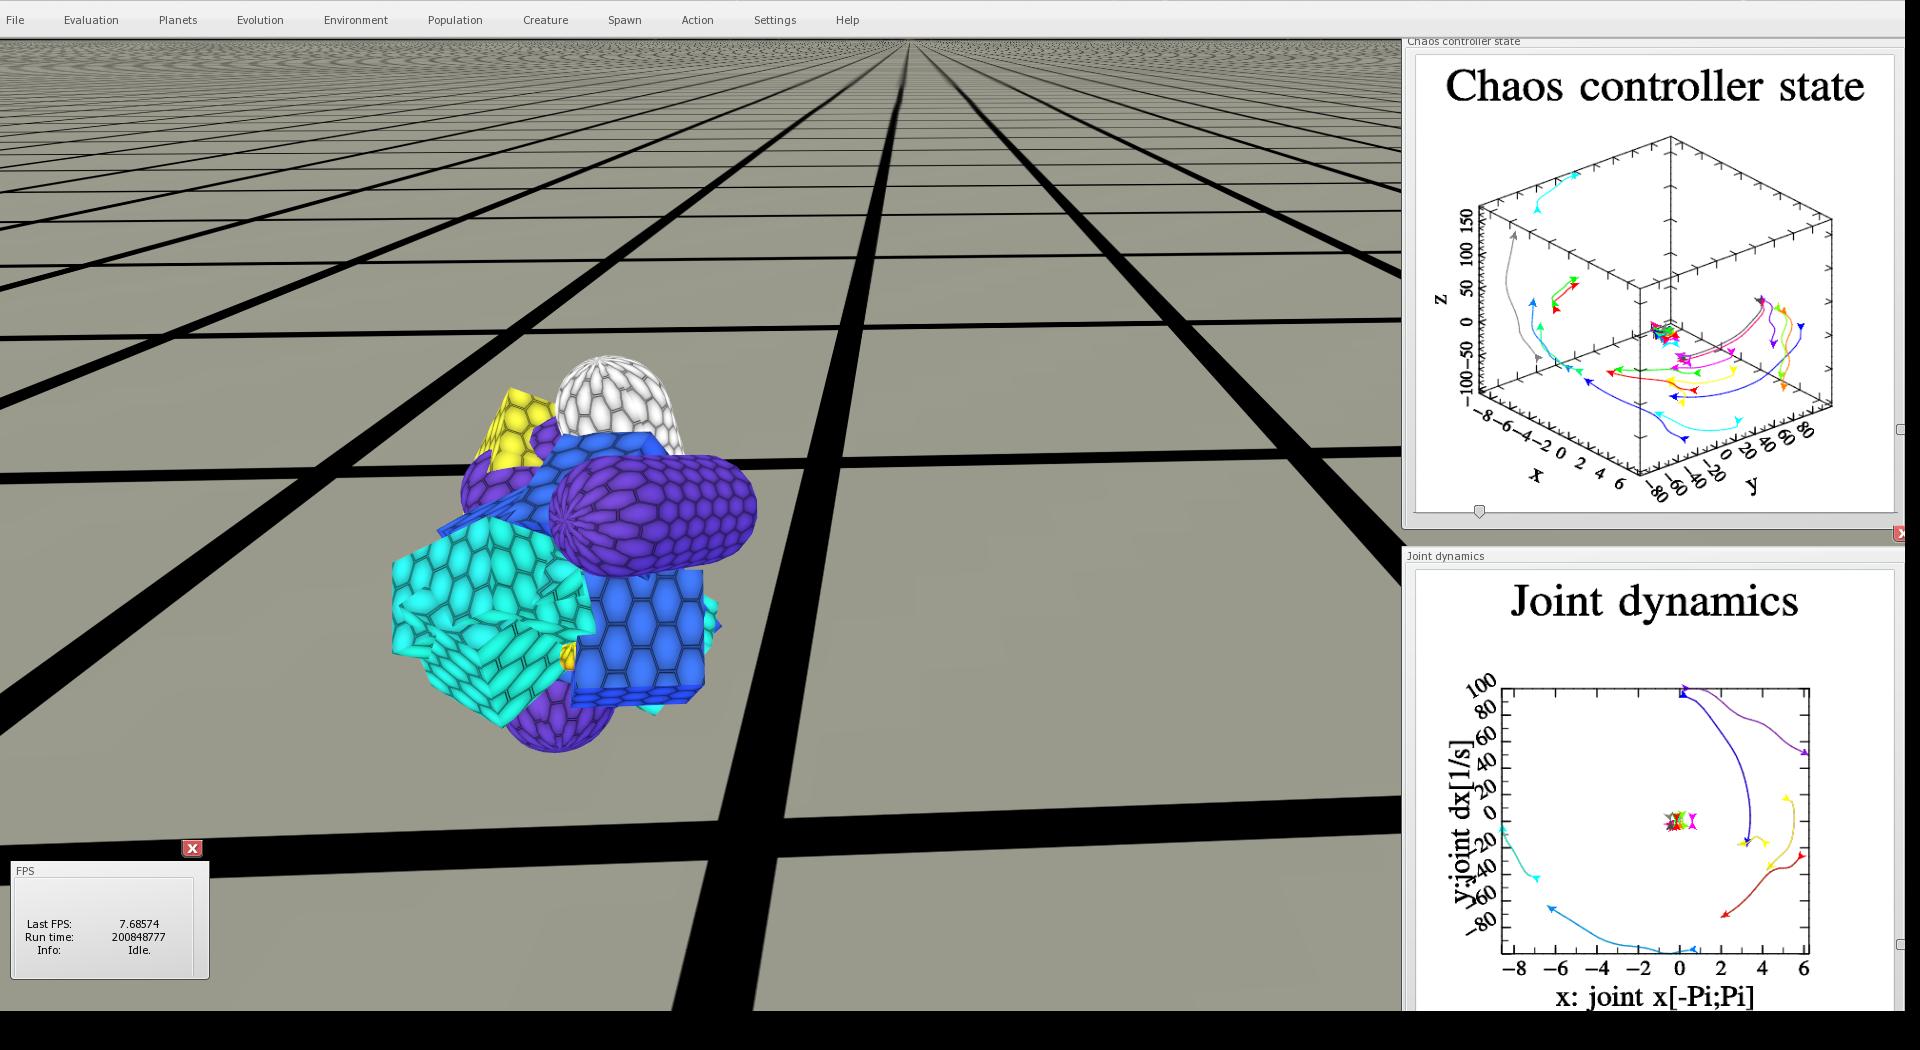 File Evaluation Planets Evolution Environment Population Creature Spawn Action Settings Help
Chaos controller state
Chaos controller state
150
100
50
0
-50
-100
z
-8 -6 -4 -2 0 2 4 6
x
-80 -60 -40 -20 0 20 40 60 80
y
Joint dynamics
Joint dynamics
100
80
60
40
20
0
-20
-40
-60
-80
y:joint dx[1/s]
-8 -6 -4 -2 0 2 4 6
x: joint x[-Pi;Pi]
FPS
Last FPS: 7.68574
Run time: 200848777
Info: Idle.